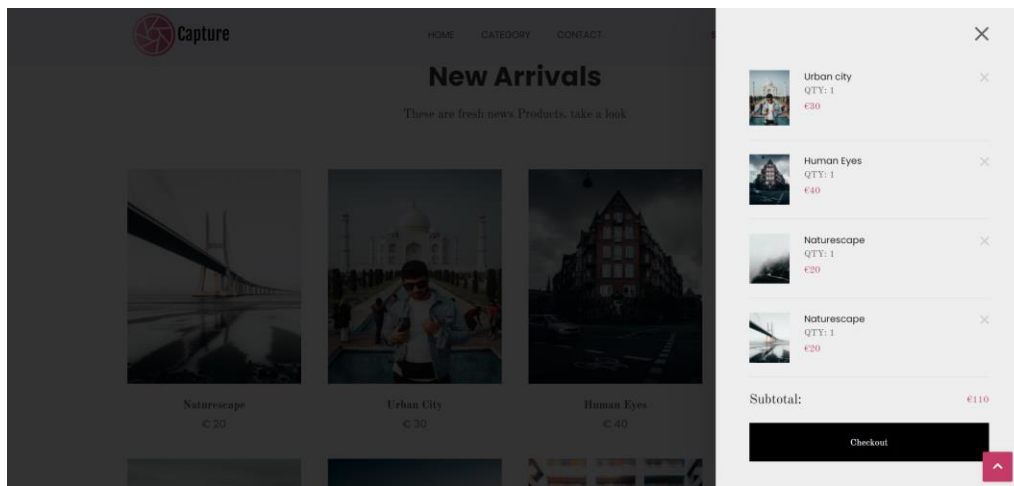 Capture
HOME CATEGORY CONTACT
New Arrivals
These are fresh news Products, take a look
Naturescape
€ 20
Urban City
€ 30
Human Eyes
€ 40
Urban city
QTY: 1
€30
Human Eyes
QTY: 1
€40
Naturescape
QTY: 1
€20
Naturescape
QTY: 1
€20
Subtotal: €110
Checkout